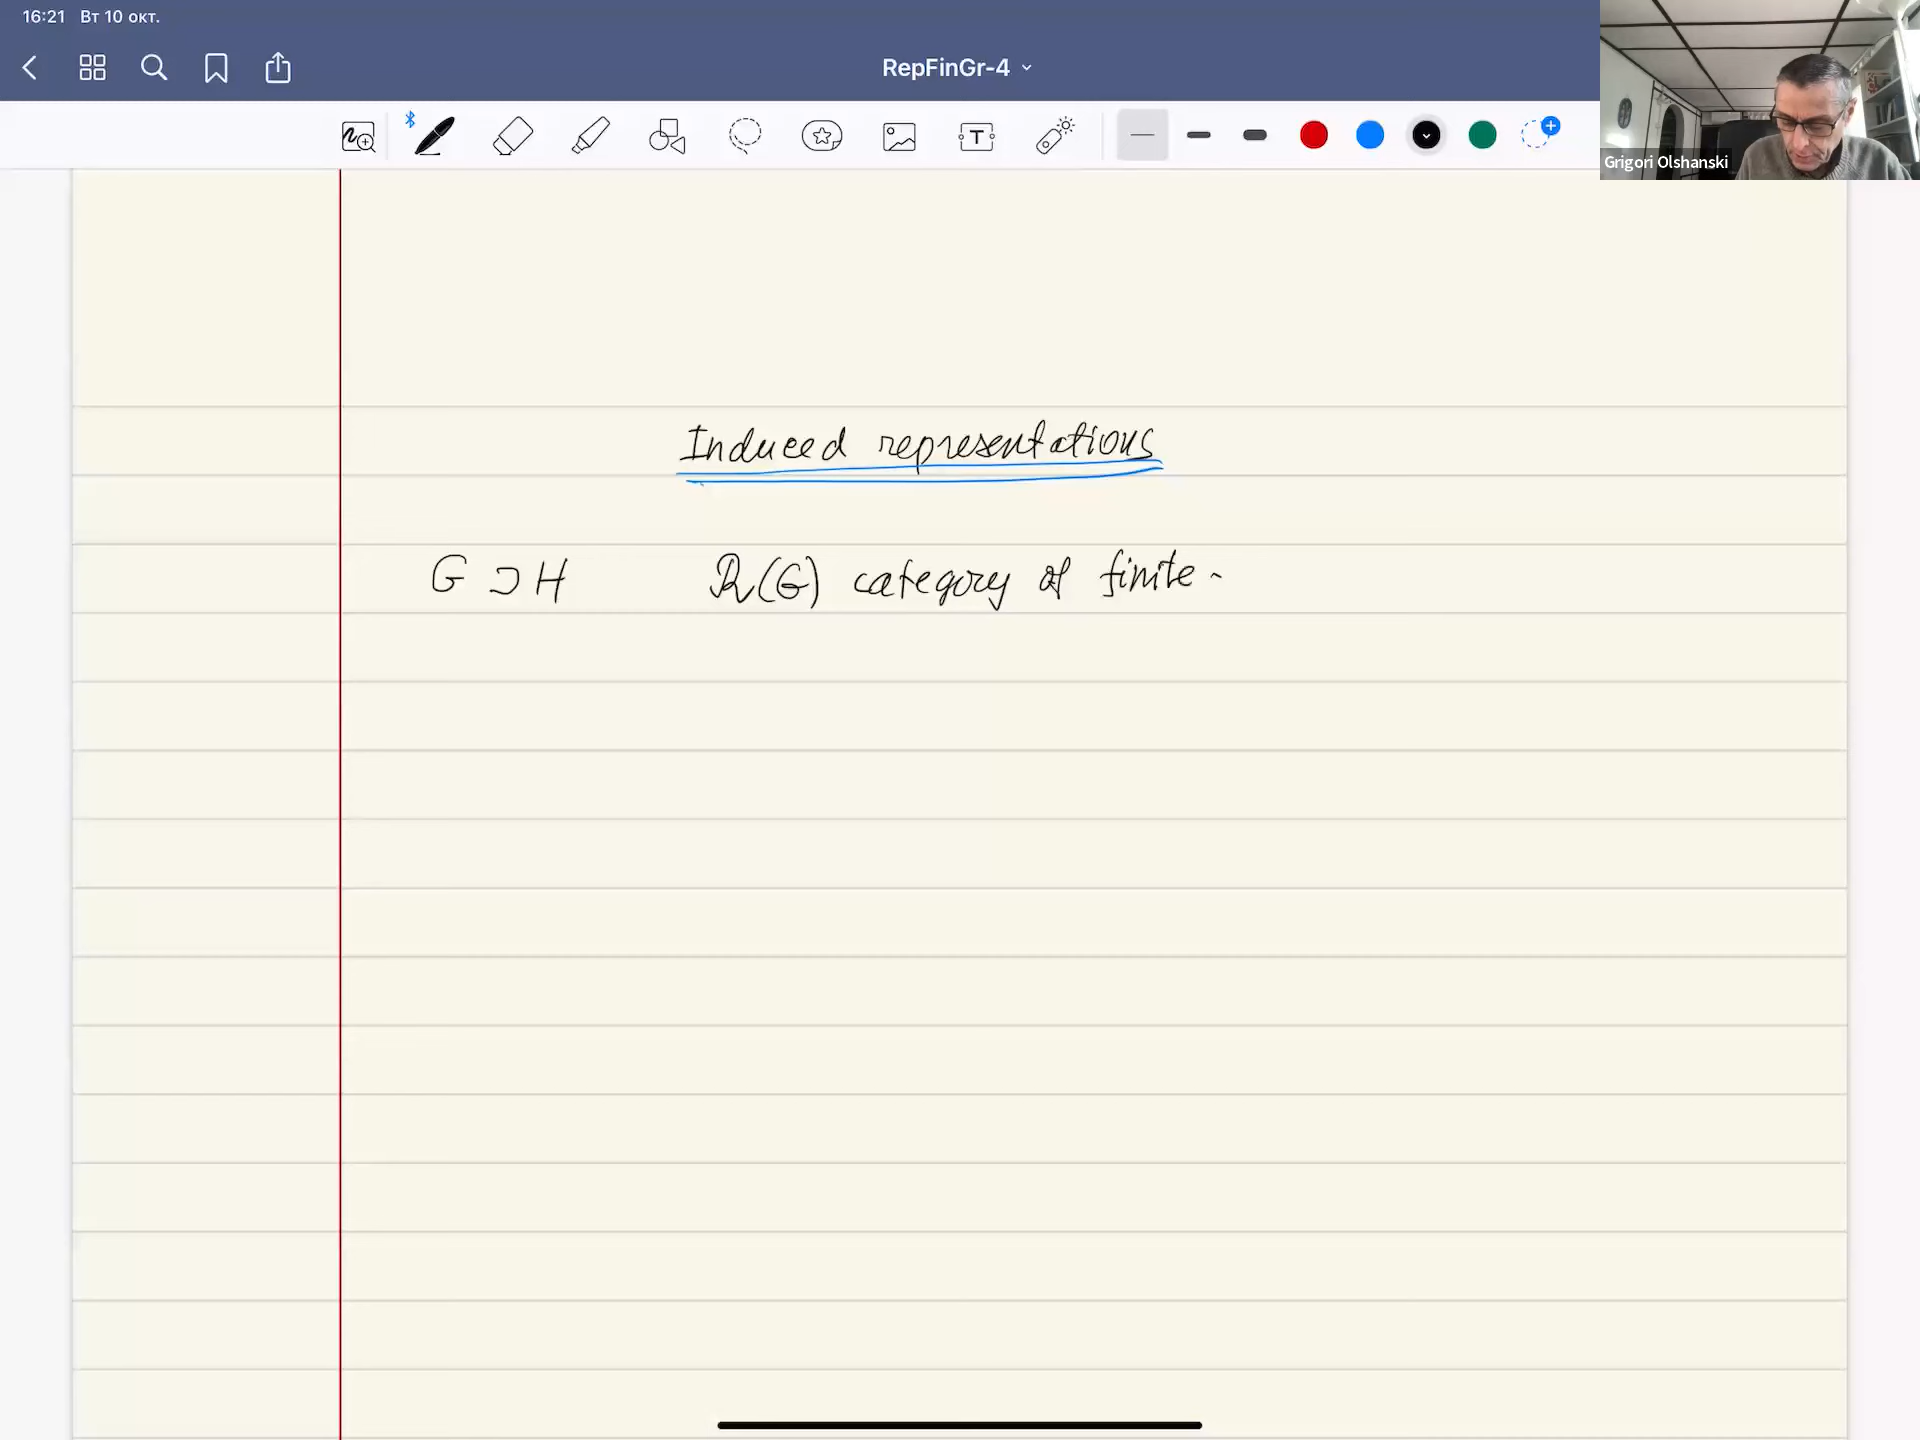 16:21 Вт 10 окт.
RepFinGr-4
T
Grigori Olshanski
Induced representations
G ⊃ H R(G) category of finite -